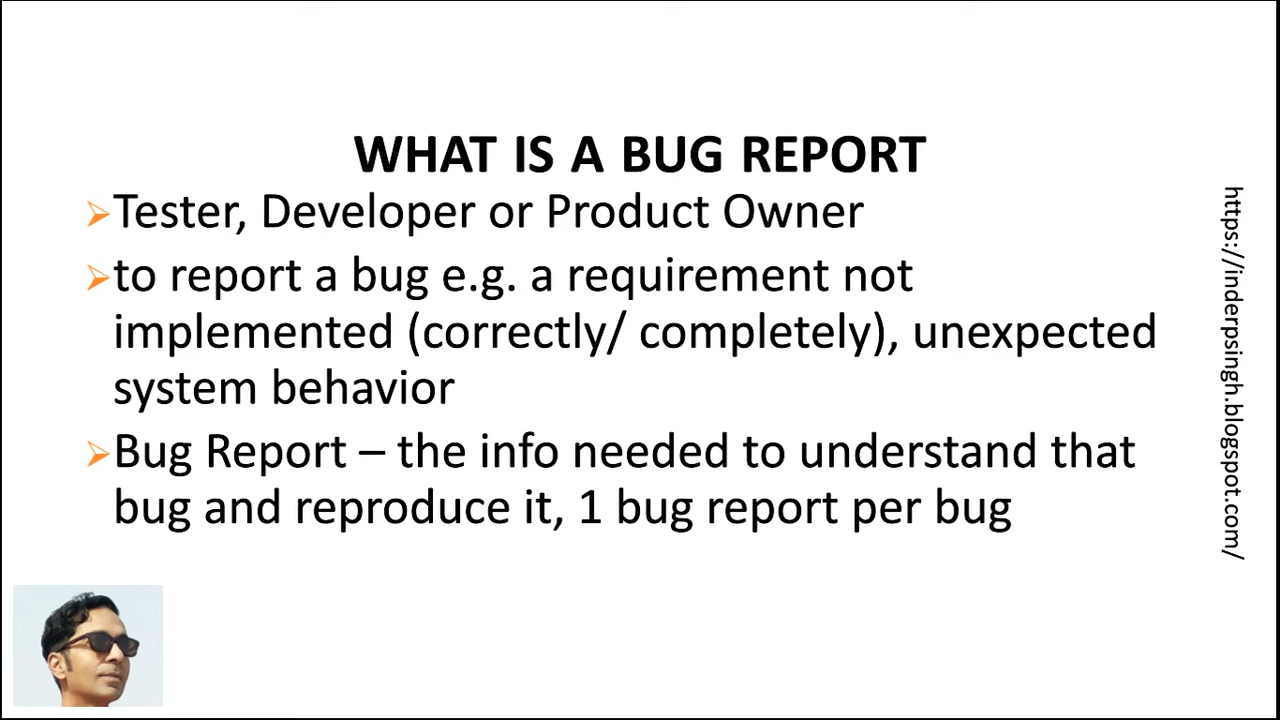 WHAT IS A BUG REPORT
Tester, Developer or Product Owner
to report a bug e.g. a requirement not
implemented (correctly/ completely), unexpected
system behavior
Bug Report – the info needed to understand that
bug and reproduce it, 1 bug report per bug
https://inderpsingh.blogspot.com/